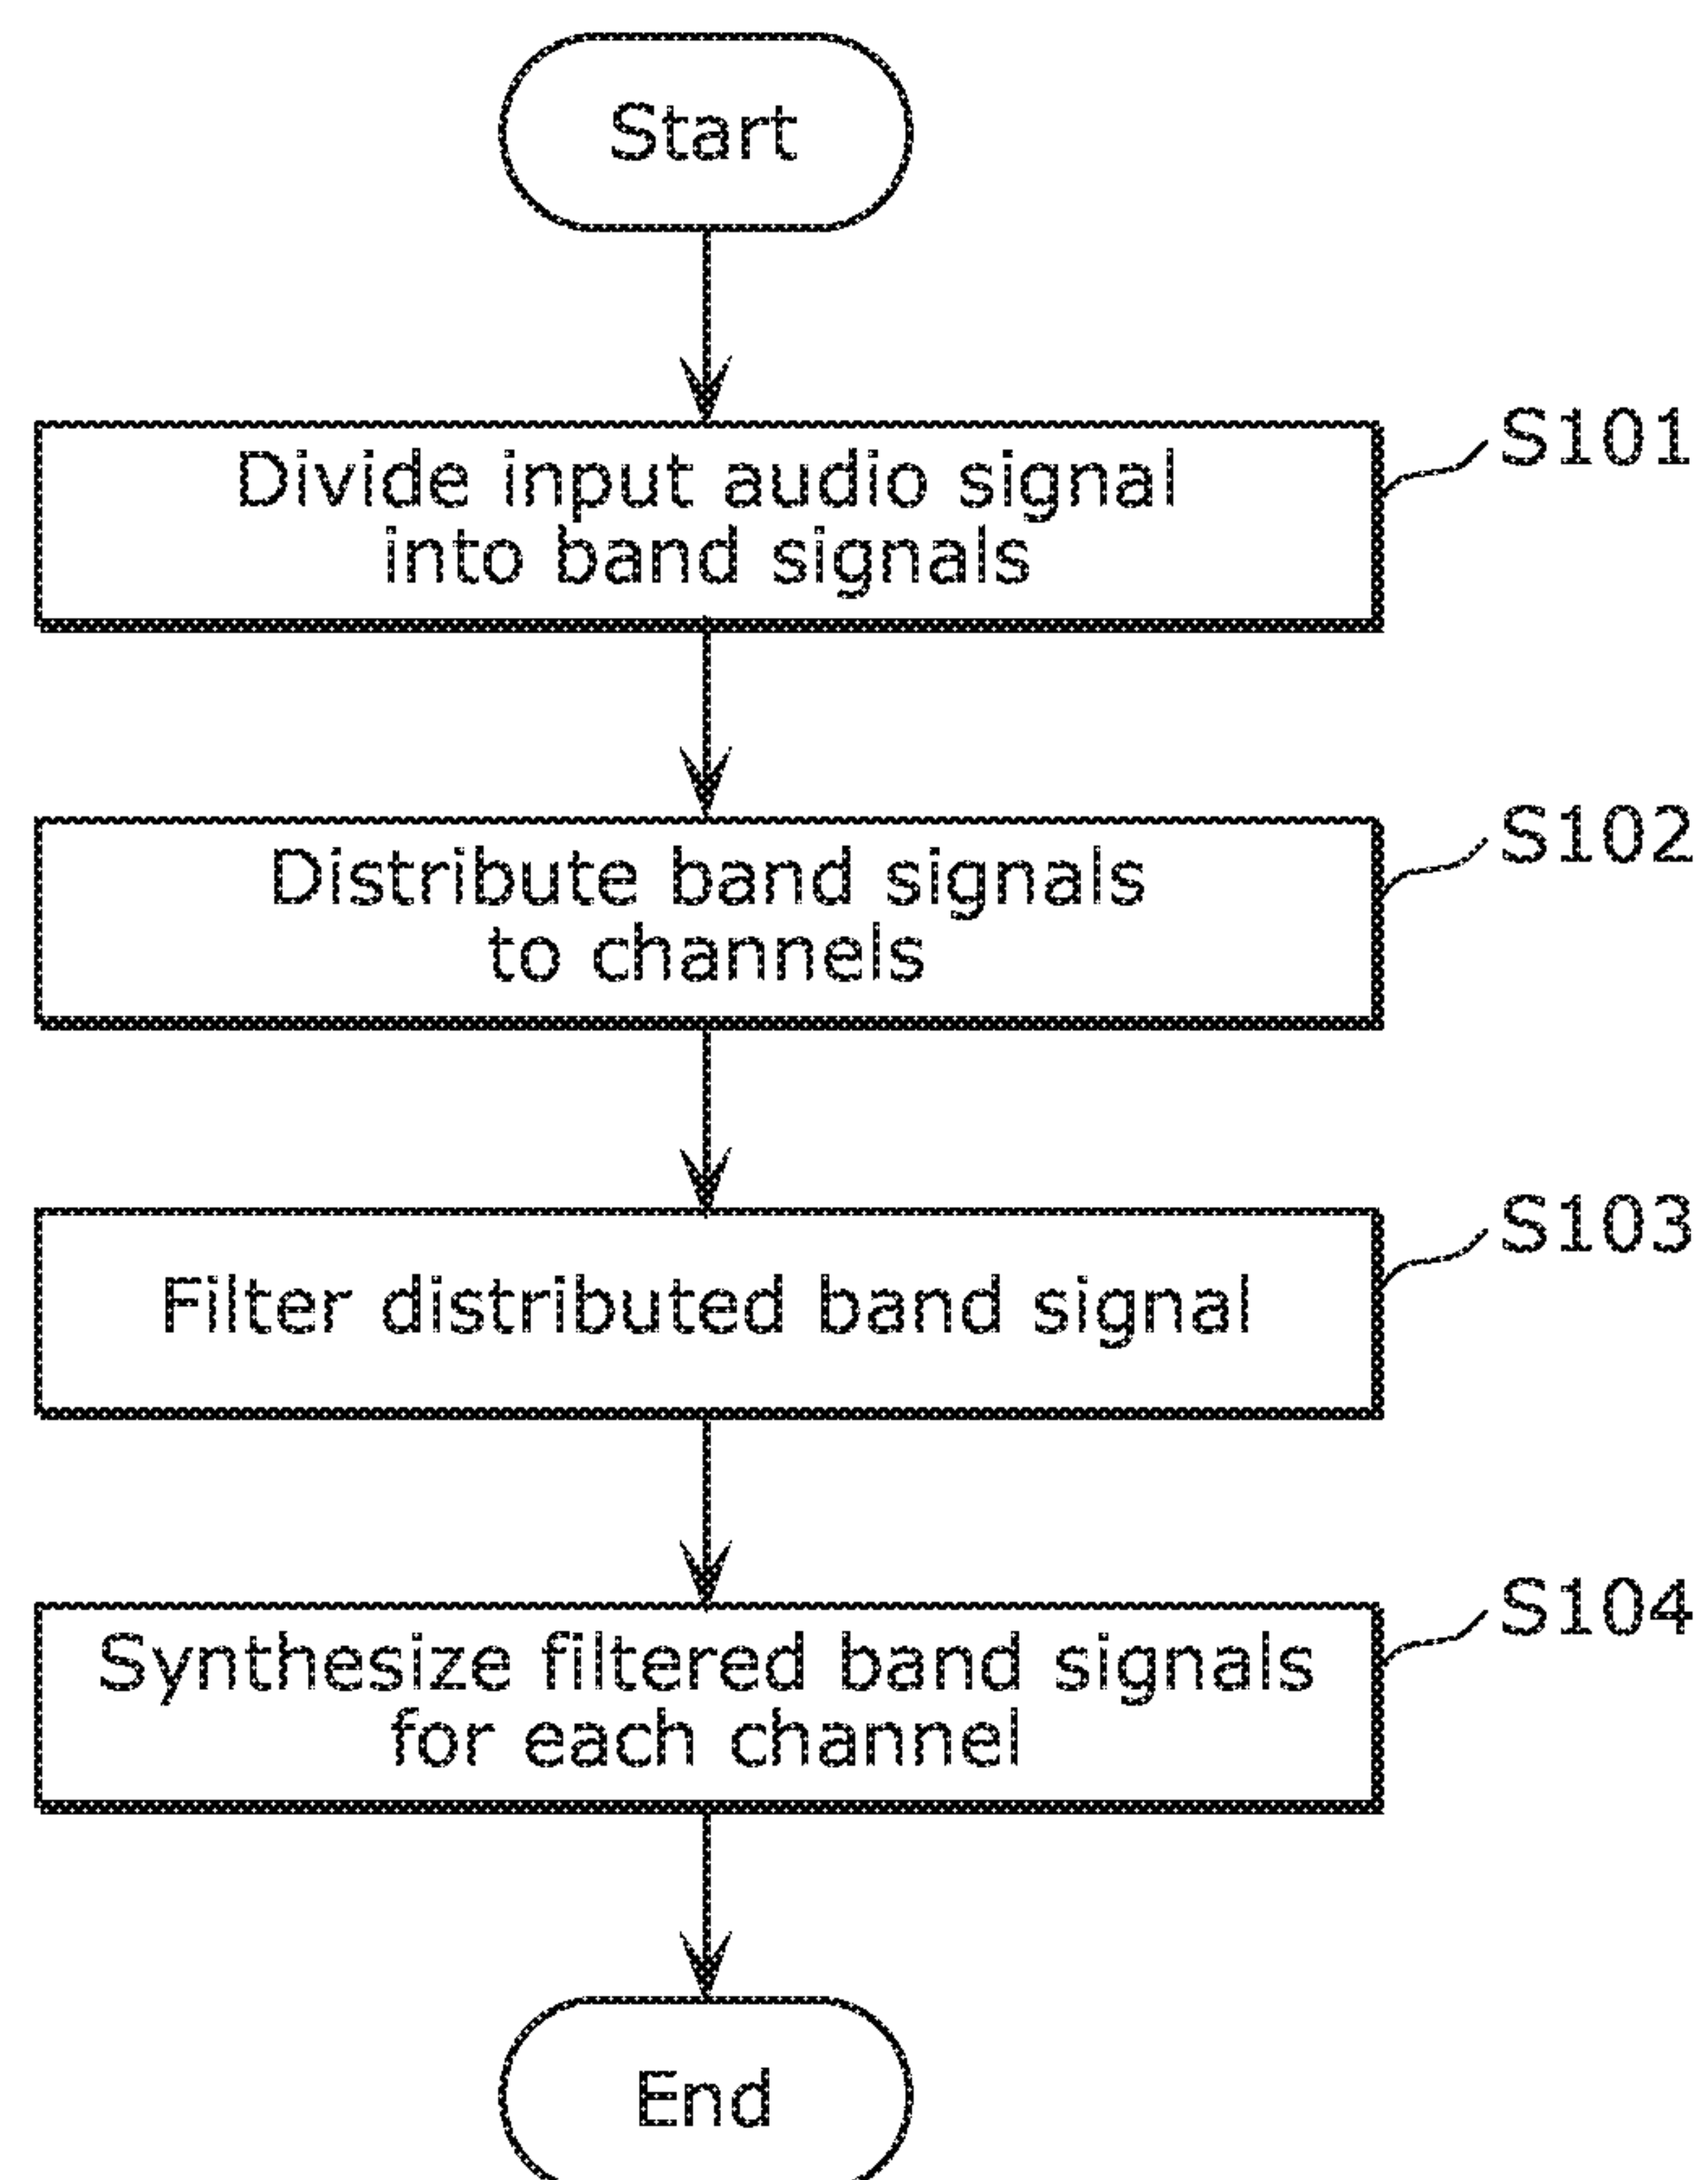 Start
Divide input audio signal
into band signals
S101
Distribute band signals
to channels
S102
Filter distributed band signal
S103
Synthesize filtered band signals
for each channel
S104
End